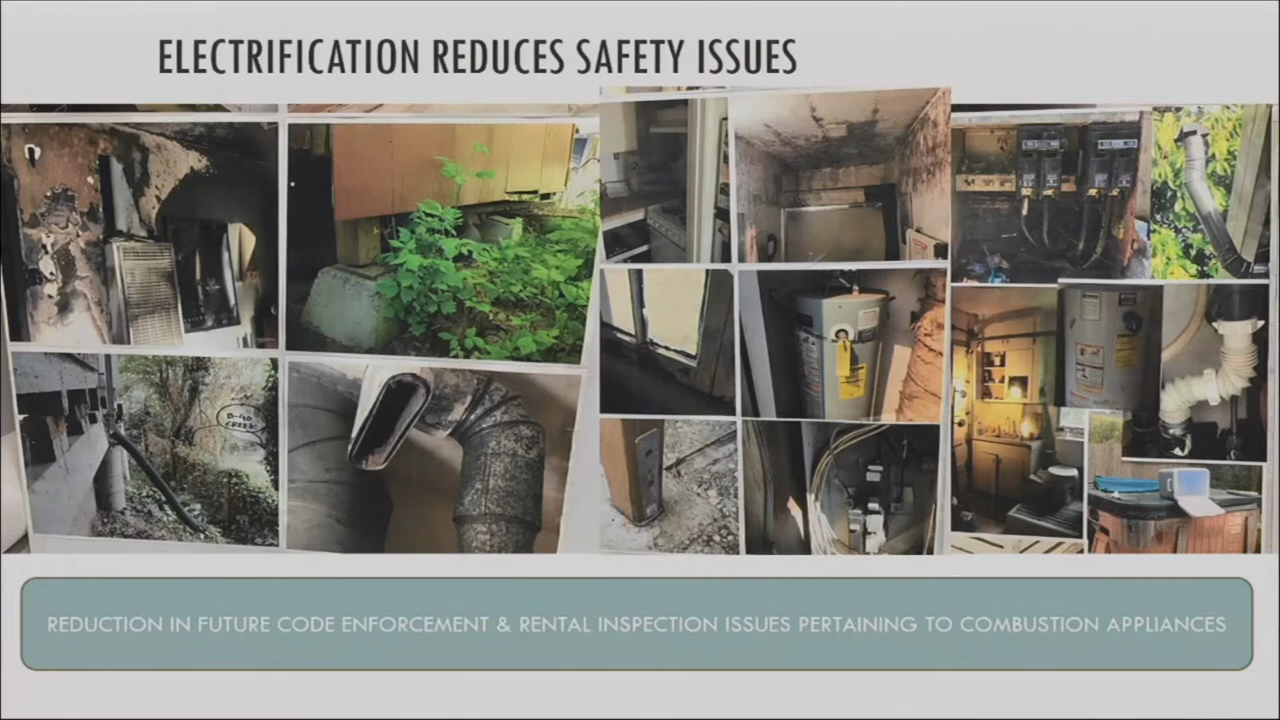 ELECTRIFICATION REDUCES SAFETY ISSUES
REDUCTION IN FUTURE CODE ENFORCEMENT & RENTAL INSPECTION ISSUES PERTAINING TO COMBUSTION APPLIANCES